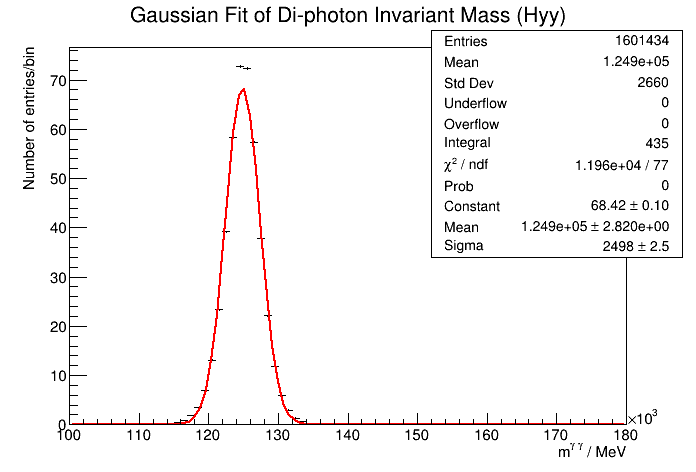 Gaussian Fit of Di-photon Invariant Mass (Hyy)
Entries 1601434
Mean 1.249e+05
Std Dev 2660
Underflow 0
Overflow 0
Integral 435
χ² / ndf 1.196e+04 / 77
Prob 0
Constant 68.42 ± 0.10
Mean 1.249e+05 ± 2.820e+00
Sigma 2498 ± 2.5
Number of entries/bin
70
60
50
40
30
20
10
0
100 110 120 130 140 150 160 170 180
×10³
m^γγ / MeV